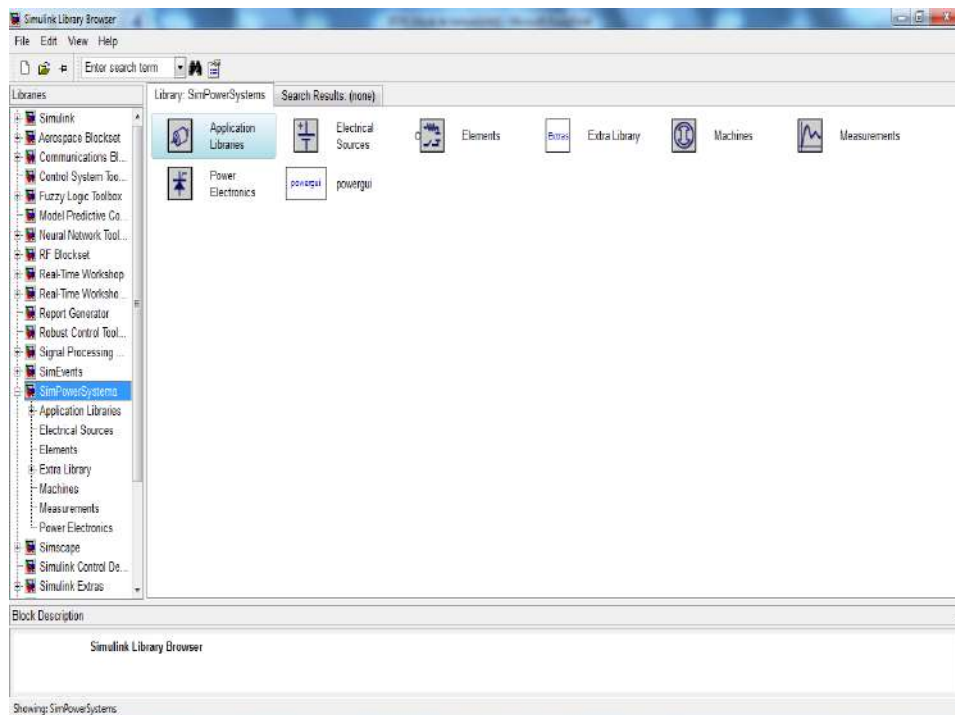 Simulink Library Browser
File Edit View Help
Enter search term
Libraries
Library: SimPowerSystems
Search Results: (none)
Simulink
Aerospace Blockset
Communications Bl...
Control System Too...
Fuzzy Logic Toolbox
Model Predictive Co...
Neural Network Tool...
RF Blockset
Real-Time Workshop
Real-Time Worksho...
Report Generator
Robust Control Tool...
Signal Processing ...
SimEvents
SimPowerSystems
Application Libraries
Electrical Sources
Elements
Extra Library
Machines
Measurements
Power Electronics
Simscape
Simulink Control De...
Simulink Extras
Application
Libraries
Electrical
Sources
Elements
Extras
Extra Library
Machines
Measurements
Power
Electronics
powergui
powergui
Block Description
Simulink Library Browser
Showing: SimPowerSystems